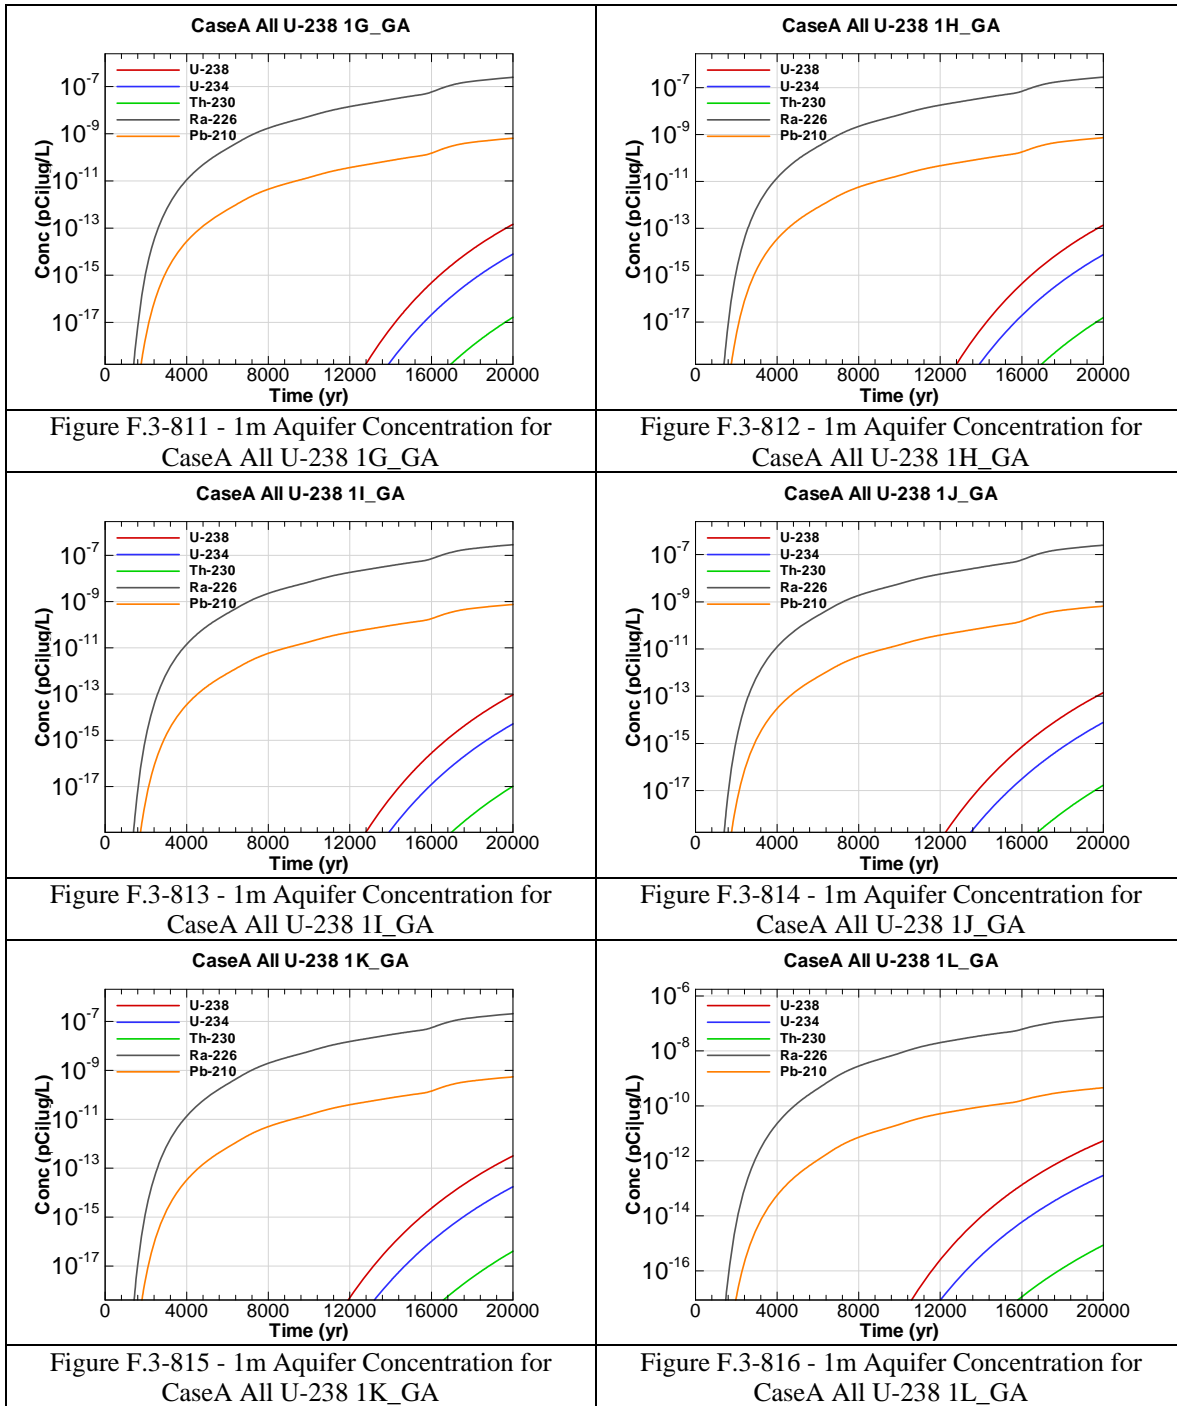 CaseA All U-238 1G_GA
U-238
U-234
Th-230
Ra-226
Pb-210
10-7
10-9
10-11
10-13
10-15
10-17
Conc (pCi|ug/L)
0 4000 8000 12000 16000 20000
Time (yr)
Figure F.3-811 - 1m Aquifer Concentration for
CaseA All U-238 1G_GA
CaseA All U-238 1H_GA
U-238
U-234
Th-230
Ra-226
Pb-210
10-7
10-9
10-11
10-13
10-15
10-17
Conc (pCi|ug/L)
0 4000 8000 12000 16000 20000
Time (yr)
Figure F.3-812 - 1m Aquifer Concentration for
CaseA All U-238 1H_GA
CaseA All U-238 1I_GA
U-238
U-234
Th-230
Ra-226
Pb-210
10-7
10-9
10-11
10-13
10-15
10-17
Conc (pCi|ug/L)
0 4000 8000 12000 16000 20000
Time (yr)
Figure F.3-813 - 1m Aquifer Concentration for
CaseA All U-238 1I_GA
CaseA All U-238 1J_GA
U-238
U-234
Th-230
Ra-226
Pb-210
10-7
10-9
10-11
10-13
10-15
10-17
Conc (pCi|ug/L)
0 4000 8000 12000 16000 20000
Time (yr)
Figure F.3-814 - 1m Aquifer Concentration for
CaseA All U-238 1J_GA
CaseA All U-238 1K_GA
U-238
U-234
Th-230
Ra-226
Pb-210
10-7
10-9
10-11
10-13
10-15
10-17
Conc (pCi|ug/L)
0 4000 8000 12000 16000 20000
Time (yr)
Figure F.3-815 - 1m Aquifer Concentration for
CaseA All U-238 1K_GA
CaseA All U-238 1L_GA
U-238
U-234
Th-230
Ra-226
Pb-210
10-6
10-8
10-10
10-12
10-14
10-16
Conc (pCi|ug/L)
0 4000 8000 12000 16000 20000
Time (yr)
Figure F.3-816 - 1m Aquifer Concentration for
CaseA All U-238 1L_GA